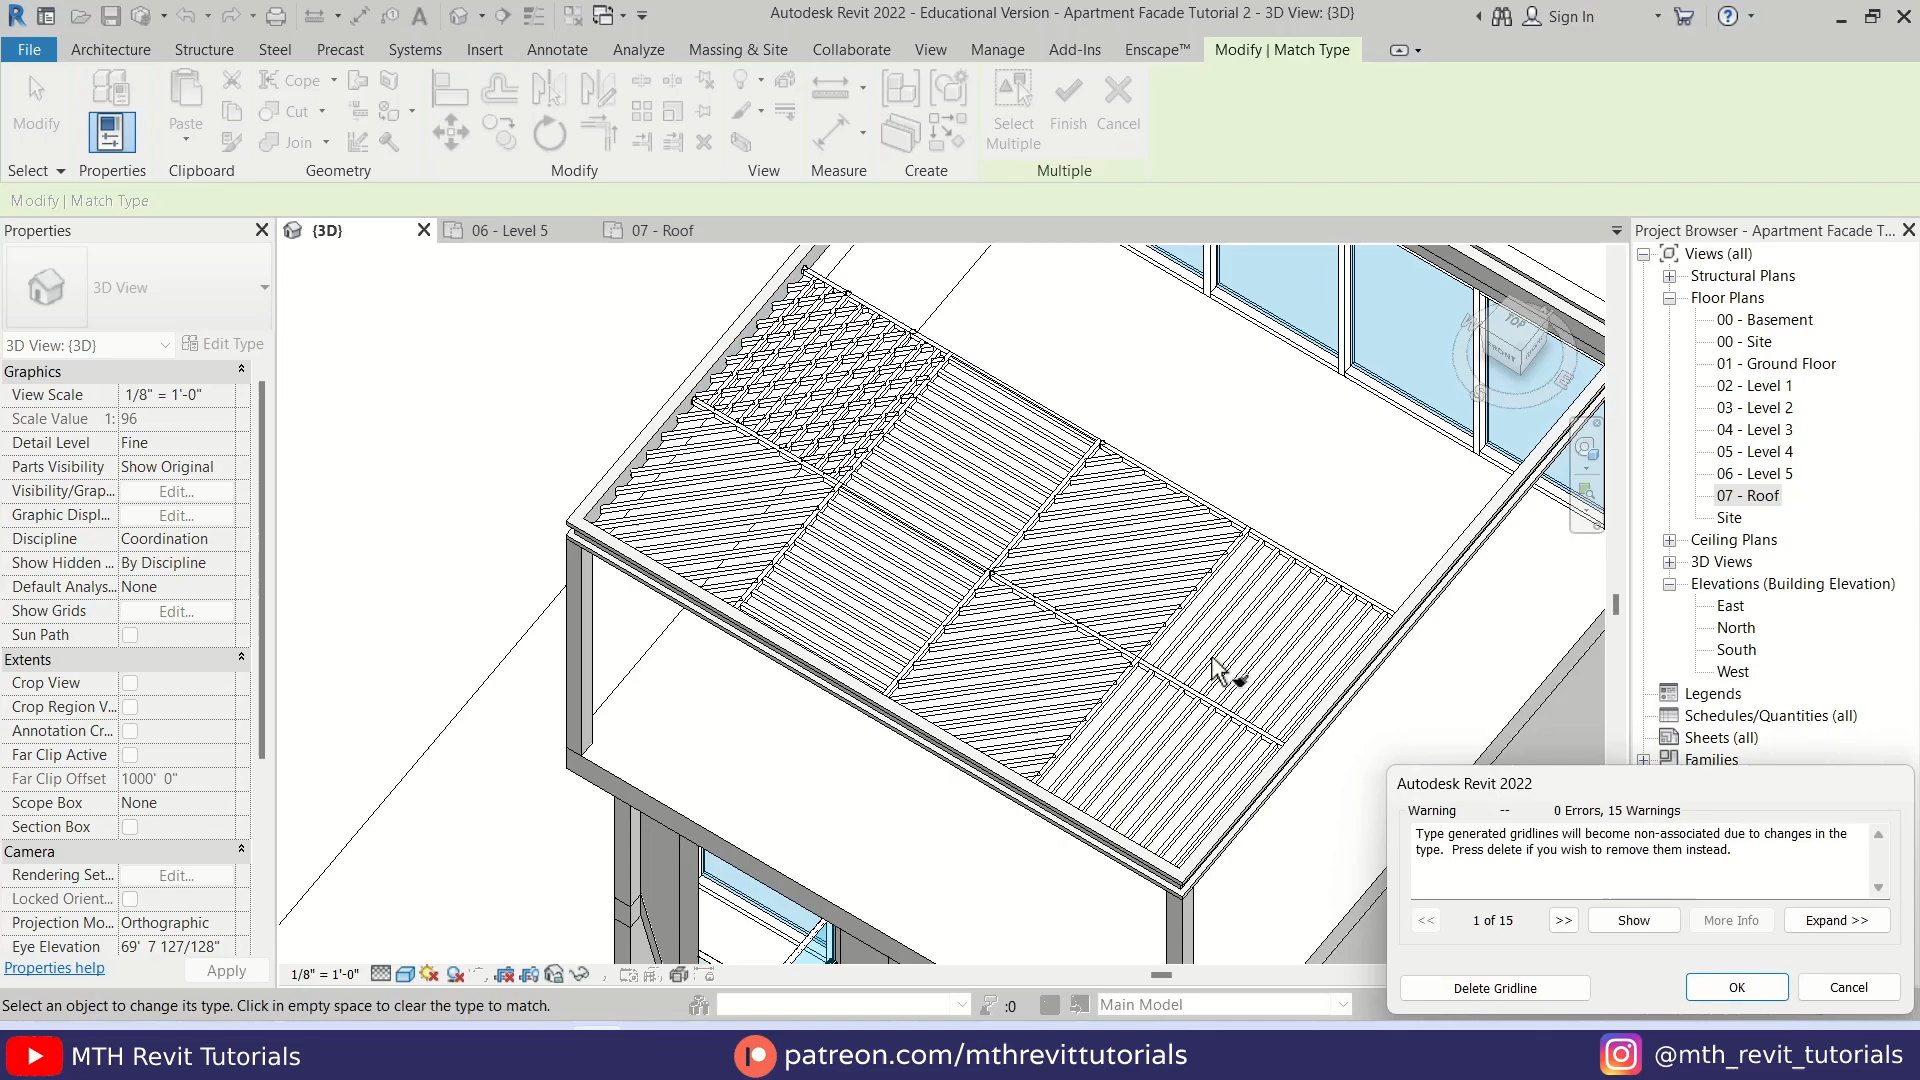 Autodesk Revit 2022 - Educational Version - Apartment Facade Tutorial 2 - 3D View: {3D}
Sign In
File Architecture Structure Steel Precast Systems Insert Annotate Analyze Massing & Site Collaborate View Manage Add-Ins Enscape™ Modify | Match Type
Modify Paste Cope Cut Join Select Multiple Finish Cancel
Select Properties Clipboard Geometry Modify View Measure Create Multiple
Modify | Match Type
Properties
{3D} 06 - Level 5 07 - Roof
Project Browser - Apartment Facade T...
3D View
3D View: {3D} Edit Type
Graphics
View Scale 1/8" = 1'-0"
Scale Value 1: 96
Detail Level Fine
Parts Visibility Show Original
Visibility/Grap... Edit...
Graphic Displ... Edit...
Discipline Coordination
Show Hidden ... By Discipline
Default Analys... None
Show Grids Edit...
Sun Path
Extents
Crop View
Crop Region V...
Annotation Cr...
Far Clip Active
Far Clip Offset 1000' 0"
Scope Box None
Section Box
Camera
Rendering Set... Edit...
Locked Orient...
Projection Mo... Orthographic
Eye Elevation 69' 7 127/128"
Properties help Apply
TOP
FRONT
W
S
E
Views (all)
Structural Plans
Floor Plans
00 - Basement
00 - Site
01 - Ground Floor
02 - Level 1
03 - Level 2
04 - Level 3
05 - Level 4
06 - Level 5
07 - Roof
Site
Ceiling Plans
3D Views
Elevations (Building Elevation)
East
North
South
West
Legends
Schedules/Quantities (all)
Sheets (all)
Families
Autodesk Revit 2022
Warning -- 0 Errors, 15 Warnings
Type generated gridlines will become non-associated due to changes in the
type. Press delete if you wish to remove them instead.
<< 1 of 15 >> Show More Info Expand >>
Delete Gridline OK Cancel
1/8" = 1'-0"
Select an object to change its type. Click in empty space to clear the type to match.
:0
Main Model
MTH Revit Tutorials
patreon.com/mthrevittutorials
@mth_revit_tutorials